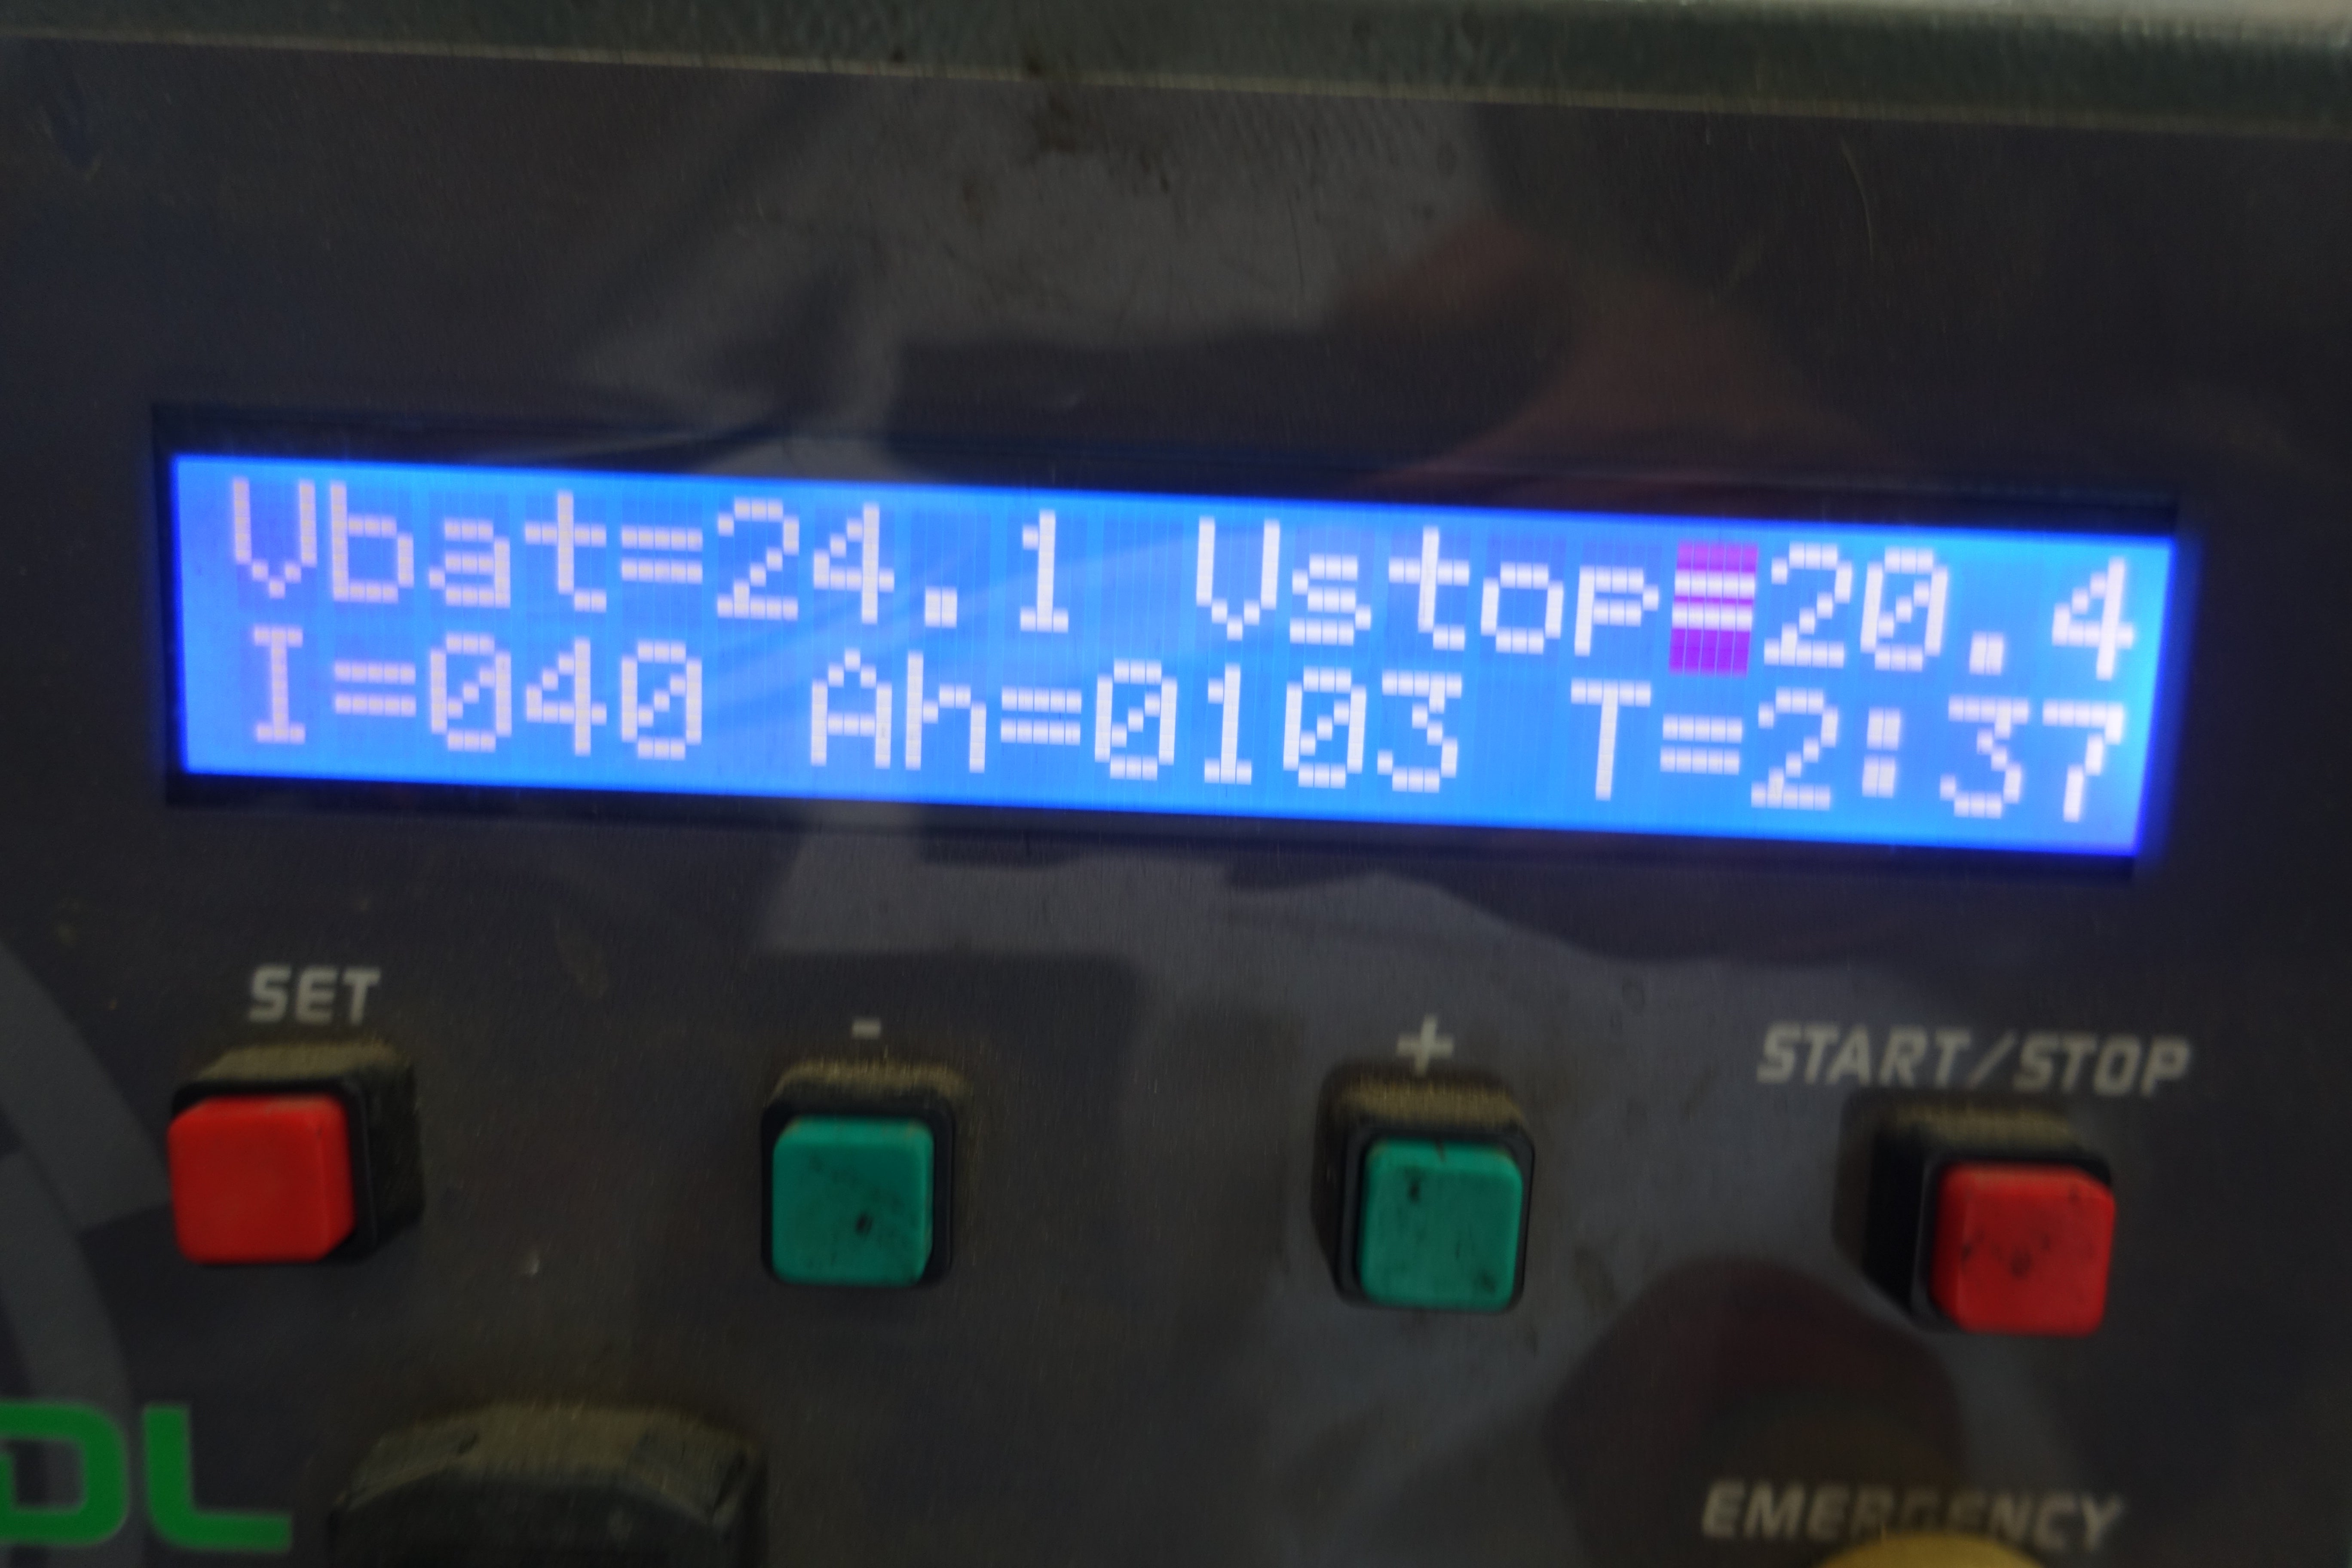 Vbat=24.1 Vstop=20.4
I=040 Ah=0103 T=2:37
SET - + START/STOP
DL
EMERGENCY